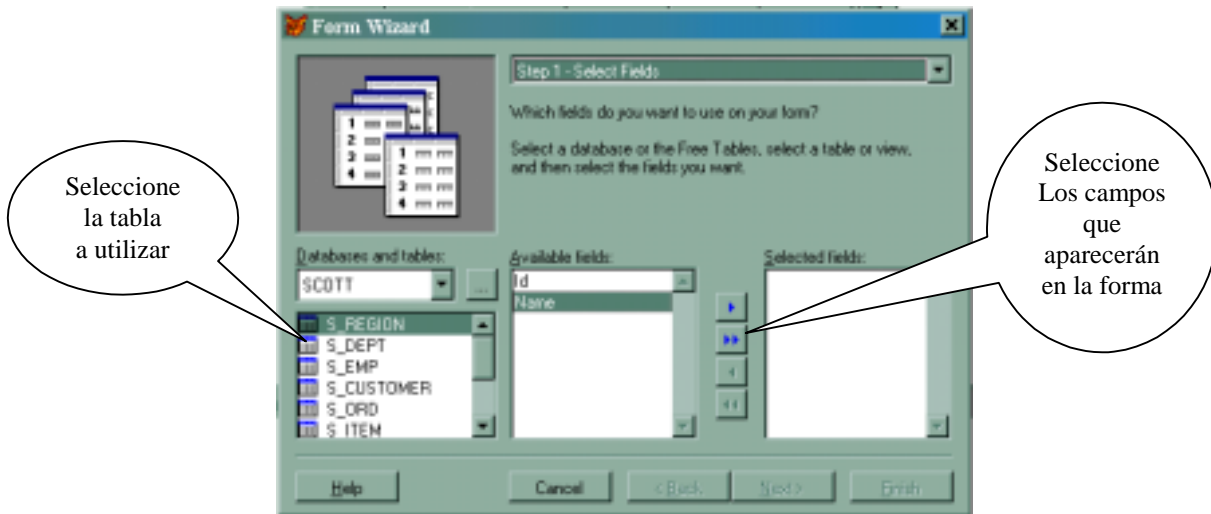 Form Wizard
Step 1 - Select Fields
Which fields do you want to use on your form?
Select a database or the Free Tables, select a table or view,
and then select the fields you want.
Seleccione
la tabla
a utilizar
Seleccione
Los campos
que
aparecerán
en la forma
Databases and tables:
SCOTT
...
S_REGION
S_DEPT
S_EMP
S_CUSTOMER
S_ORD
S_ITEM
Available fields:
Id
Name
Selected fields:
Help
Cancel
< Back
Next >
Finish